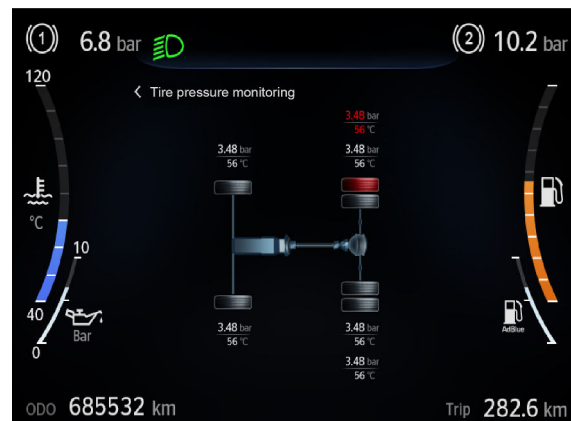 (1) 6.8 bar
(2) 10.2 bar
120
< Tire pressure monitoring
3.48 bar
56 °C
3.48 bar
56 °C
3.48 bar
56 °C
°C
10
40
Bar
0
AdBlue
3.48 bar
56 °C
3.48 bar
56 °C
3.48 bar
56 °C
ODO 685532 km
Trip 282.6 km